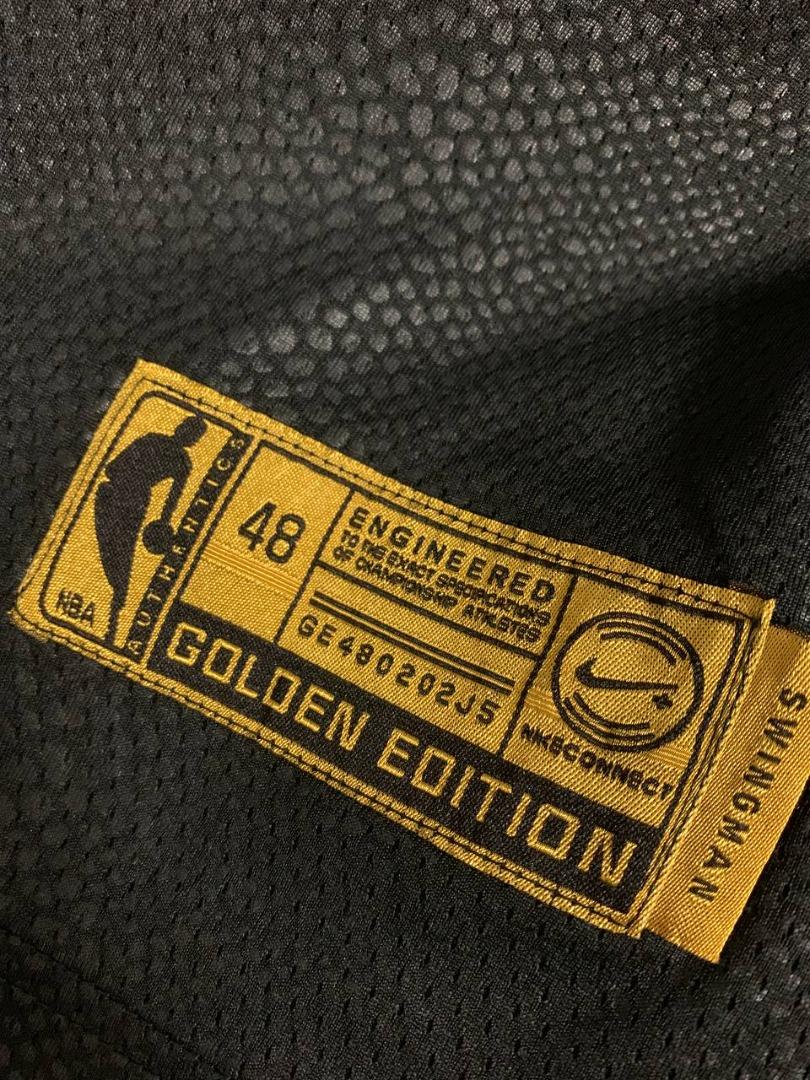 NBA
AUTHENTICS
48
ENGINEERED
TO THE EXACT SPECIFICATIONS
OF CHAMPIONSHIP ATHLETES
GE480202J5
NIKECONNECT
GOLDEN EDITION
SWINGMAN